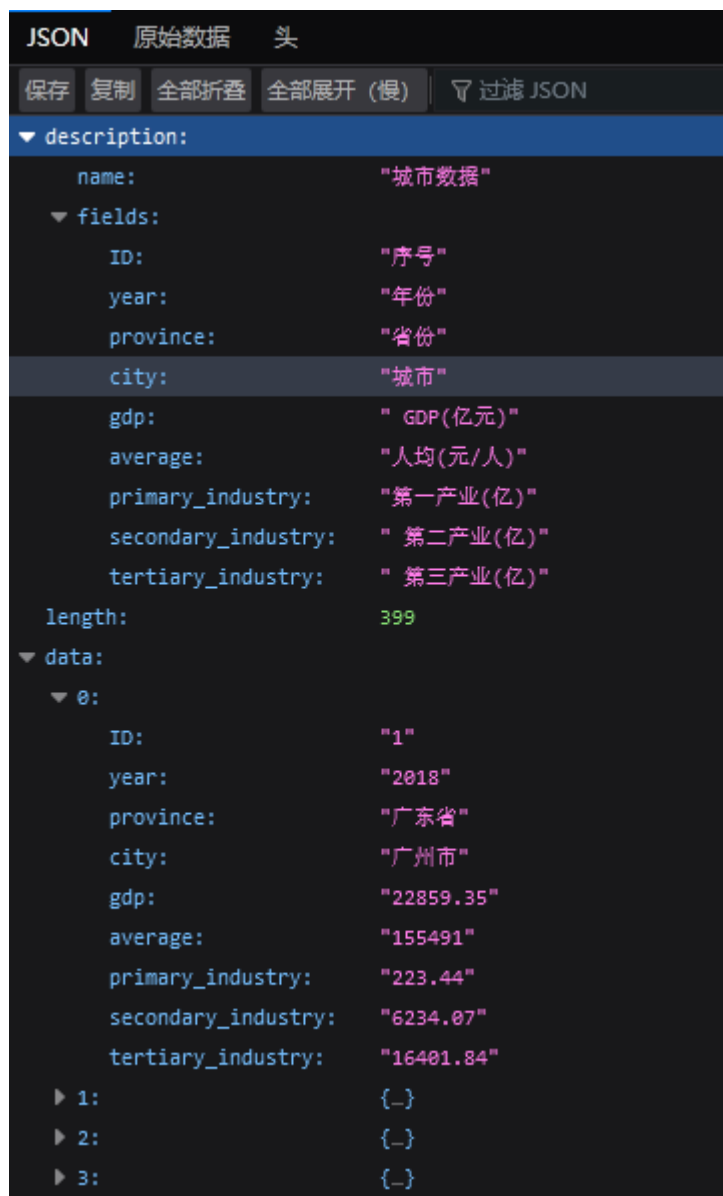 JSON 原始数据 头
保存 复制 全部折叠 全部展开 (慢) 过滤 JSON
description:
name: "城市数据"
fields:
ID: "序号"
year: "年份"
province: "省份"
city: "城市"
gdp: " GDP(亿元)"
average: "人均(元/人)"
primary_industry: "第一产业(亿)"
secondary_industry: " 第二产业(亿)"
tertiary_industry: " 第三产业(亿)"
length: 399
data:
0:
ID: "1"
year: "2018"
province: "广东省"
city: "广州市"
gdp: "22859.35"
average: "155491"
primary_industry: "223.44"
secondary_industry: "6234.07"
tertiary_industry: "16401.84"
1: {…}
2: {…}
3: {…}